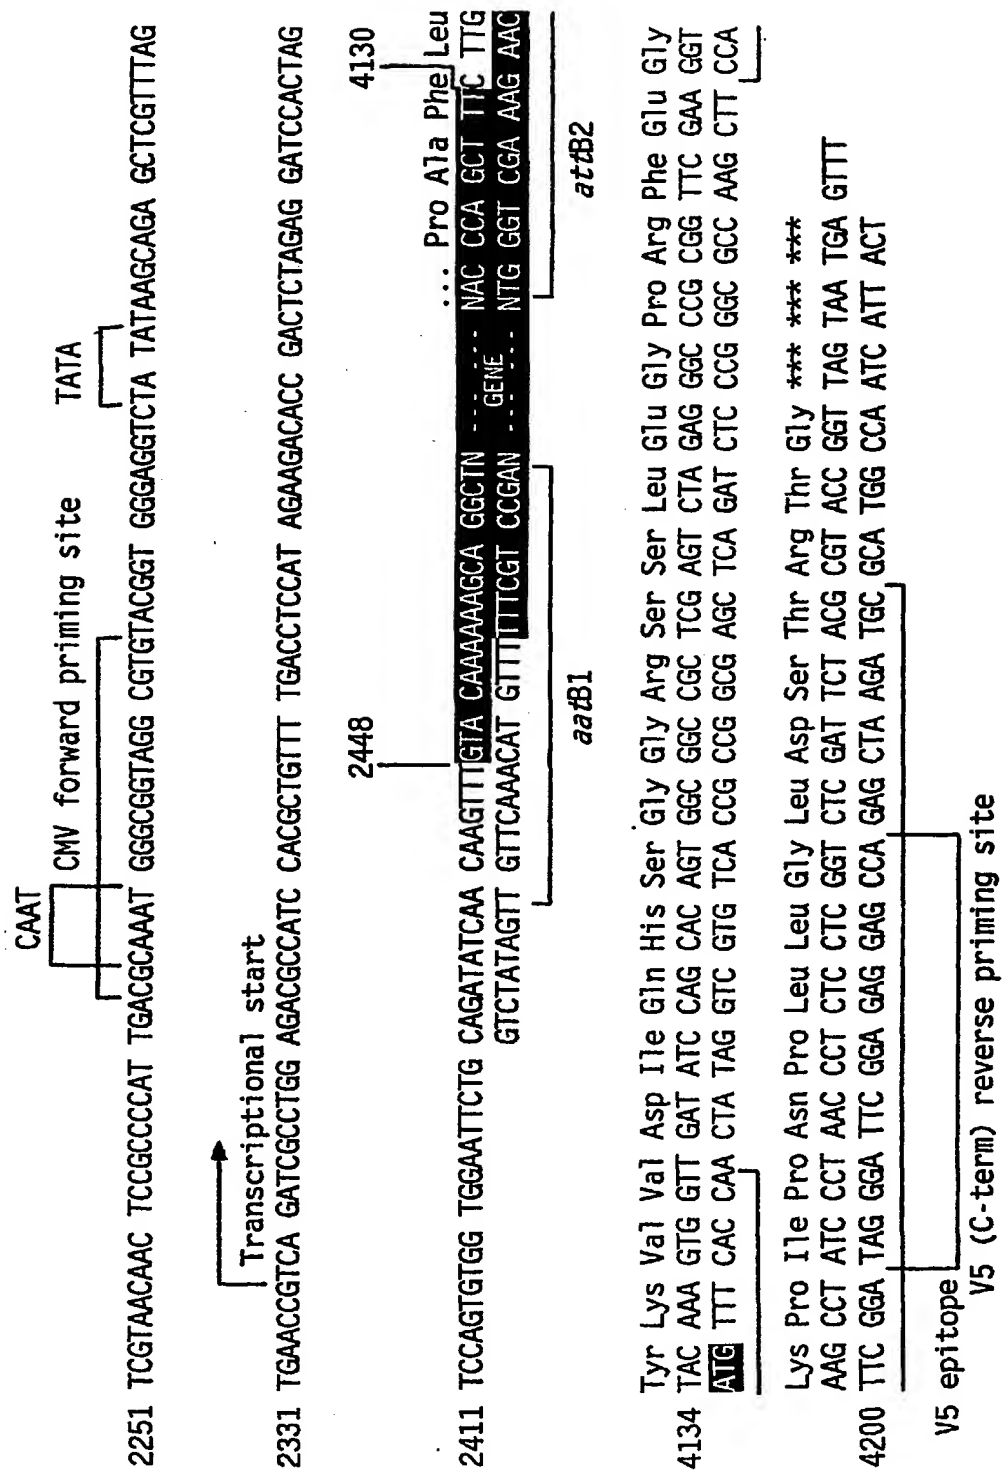 CAAT
CMV forward priming site
TATA
2251 TCGTAACAAC TCCGCCCCAT TGACGCAAAT GGGCGGTAGG CGTGTACGGT GGGAGGTCTA TATAAGCAGA GCTCGTTTAG
Transcriptional start
2331 TGAACCGTCA GATCGCCTGG AGACGCCATC CACGCTGTTT TGACCTCCAT AGAAGACACC GACTCTAGAG GATCCACTAG
2448
4130
... Pro Ala Phe Leu
2411 TCCAGTGTGG TGGAATTCTG CAGATATCAA CAAGTTTGTA CAAAAAAGCA GGCTN ... ... NAC CCA GCT TTC TTG
GENE
GTCTATAGTT GTTCAAACAT GTTTTTTCGT CCGAN ... ... NTG GGT CGA AAG AAC
aatB1
attB2
Tyr Lys Val Val Asp Ile Gln His Ser Gly Gly Arg Ser Ser Leu Glu Gly Pro Arg Phe Glu Gly
4134 TAC AAA GTG GTT GAT ATC CAG CAC AGT GGC GGC CGC TCG AGT CTA GAG GGC CCG CGG TTC GAA GGT
ATG TTT CAC CAA CTA TAG GTC GTG TCA CCG CCG GCG AGC TCA GAT CTC CCG GGC GCC AAG CTT CCA
Lys Pro Ile Pro Asn Pro Leu Leu Gly Leu Asp Ser Thr Arg Thr Gly *** *** ***
AAG CCT ATC CCT AAC CCT CTC CTC GGT CTC GAT TCT ACG CGT ACC GGT TAG TAA TGA GTTT
4200 TTC GGA TAG GGA TTC GGA GAG GAG CCA GAG CTA AGA TGC GCA TGG CCA ATC ATT ACT
V5 epitope
V5 (C-term) reverse priming site